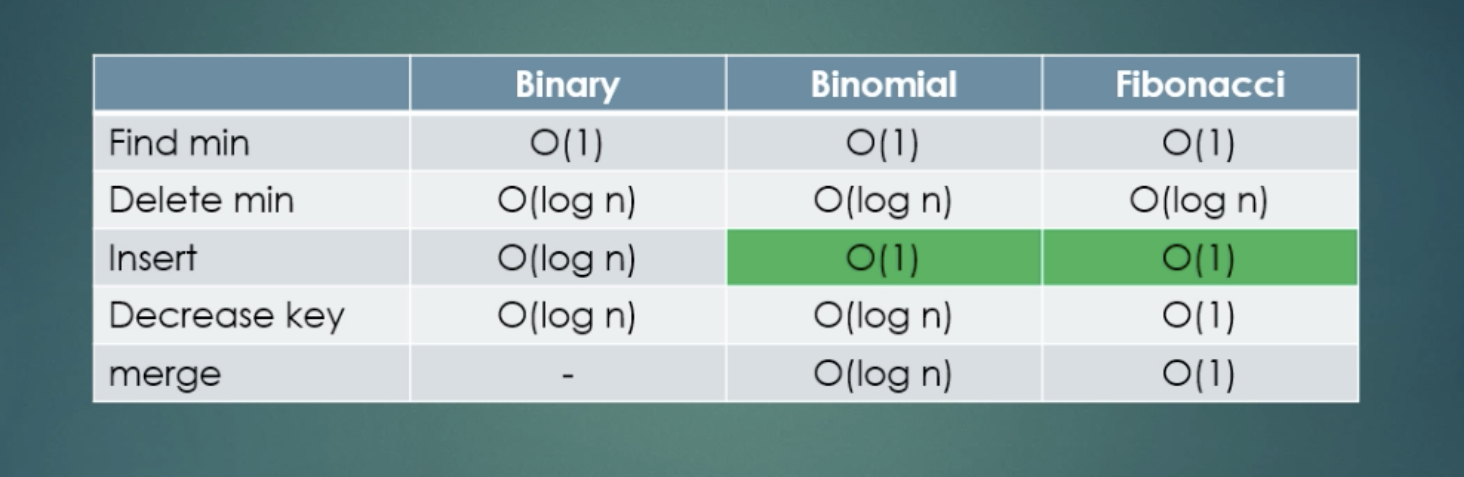 Binary Binomial Fibonacci
Find min O(1) O(1) O(1)
Delete min O(log n) O(log n) O(log n)
Insert O(log n) O(1) O(1)
Decrease key O(log n) O(log n) O(1)
merge - O(log n) O(1)